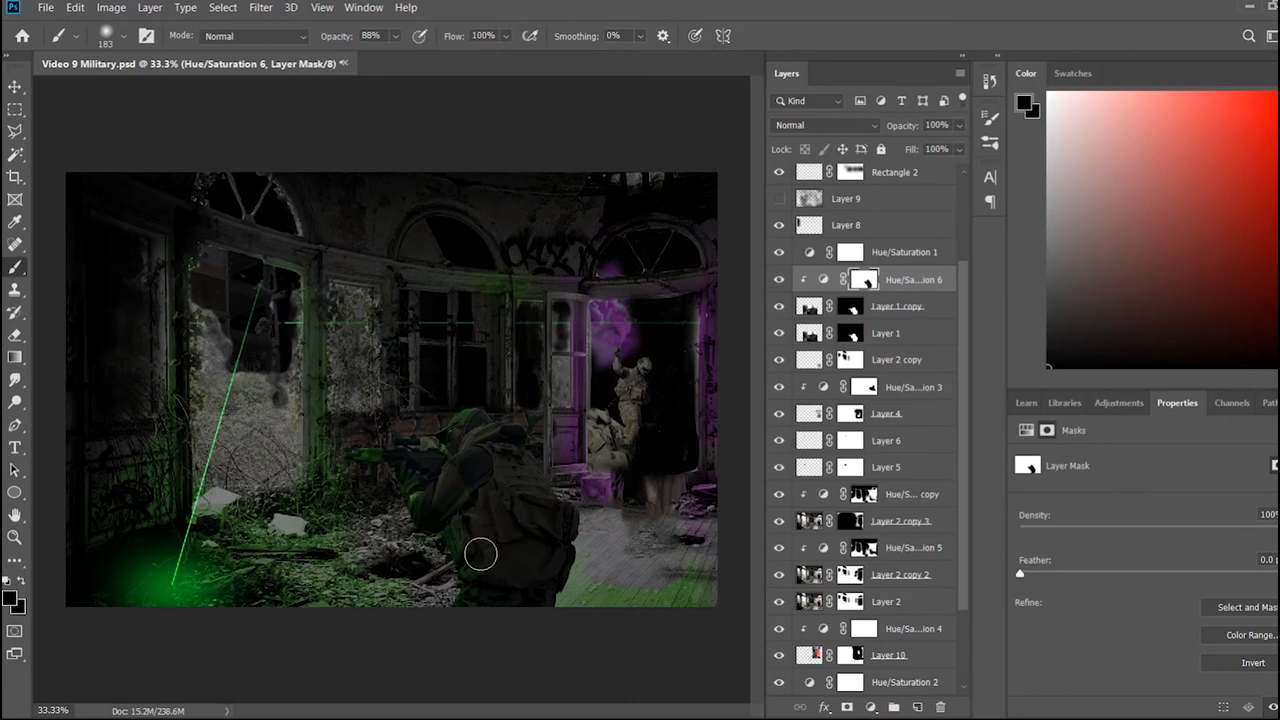 Ps File Edit Image Layer Type Select Filter 3D View Window Help
183 Mode: Normal Opacity: 88% Flow: 100% Smoothing: 0%
Video 9 Military.psd @ 33.3% (Hue/Saturation 6, Layer Mask/8) *
Layers
Kind
Normal Opacity: 100%
Lock: Fill: 100%
Rectangle 2
Layer 9
Layer 8
Hue/Saturation 1
Hue/Sa...ion 6
Layer 1 copy
Layer 1
Layer 2 copy
Hue/Sa...ion 3
Layer 4
Layer 6
Layer 5
Hue/S... copy
Layer 2 copy 3
Hue/Sa...ion 5
Layer 2 copy 2
Layer 2
Hue/Sa...ion 4
Layer 10
Hue/Saturation 2
Color Swatches
Learn Libraries Adjustments Properties Channels Pat
Masks
Layer Mask
Density: 100%
Feather: 0.0
Refine: Select and Mas
Color Range...
Invert
33.33% Doc: 15.2M/238.6M